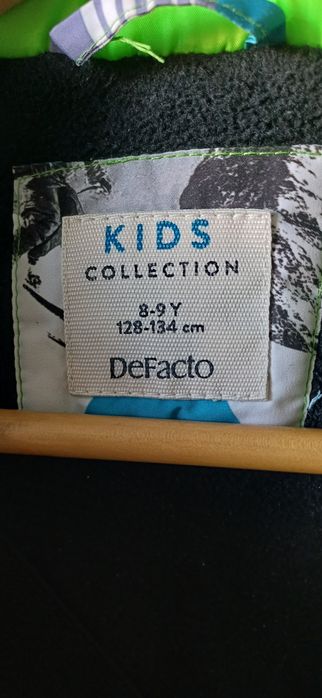 KIDS
COLLECTION
8-9 Y
128-134 cm
DeFacto